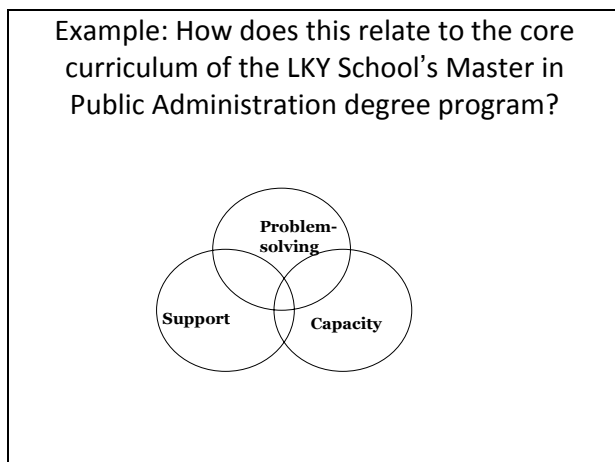 Example: How does this relate to the core
curriculum of the LKY School’s Master in
Public Administration degree program?
Problem-
solving
Support
Capacity